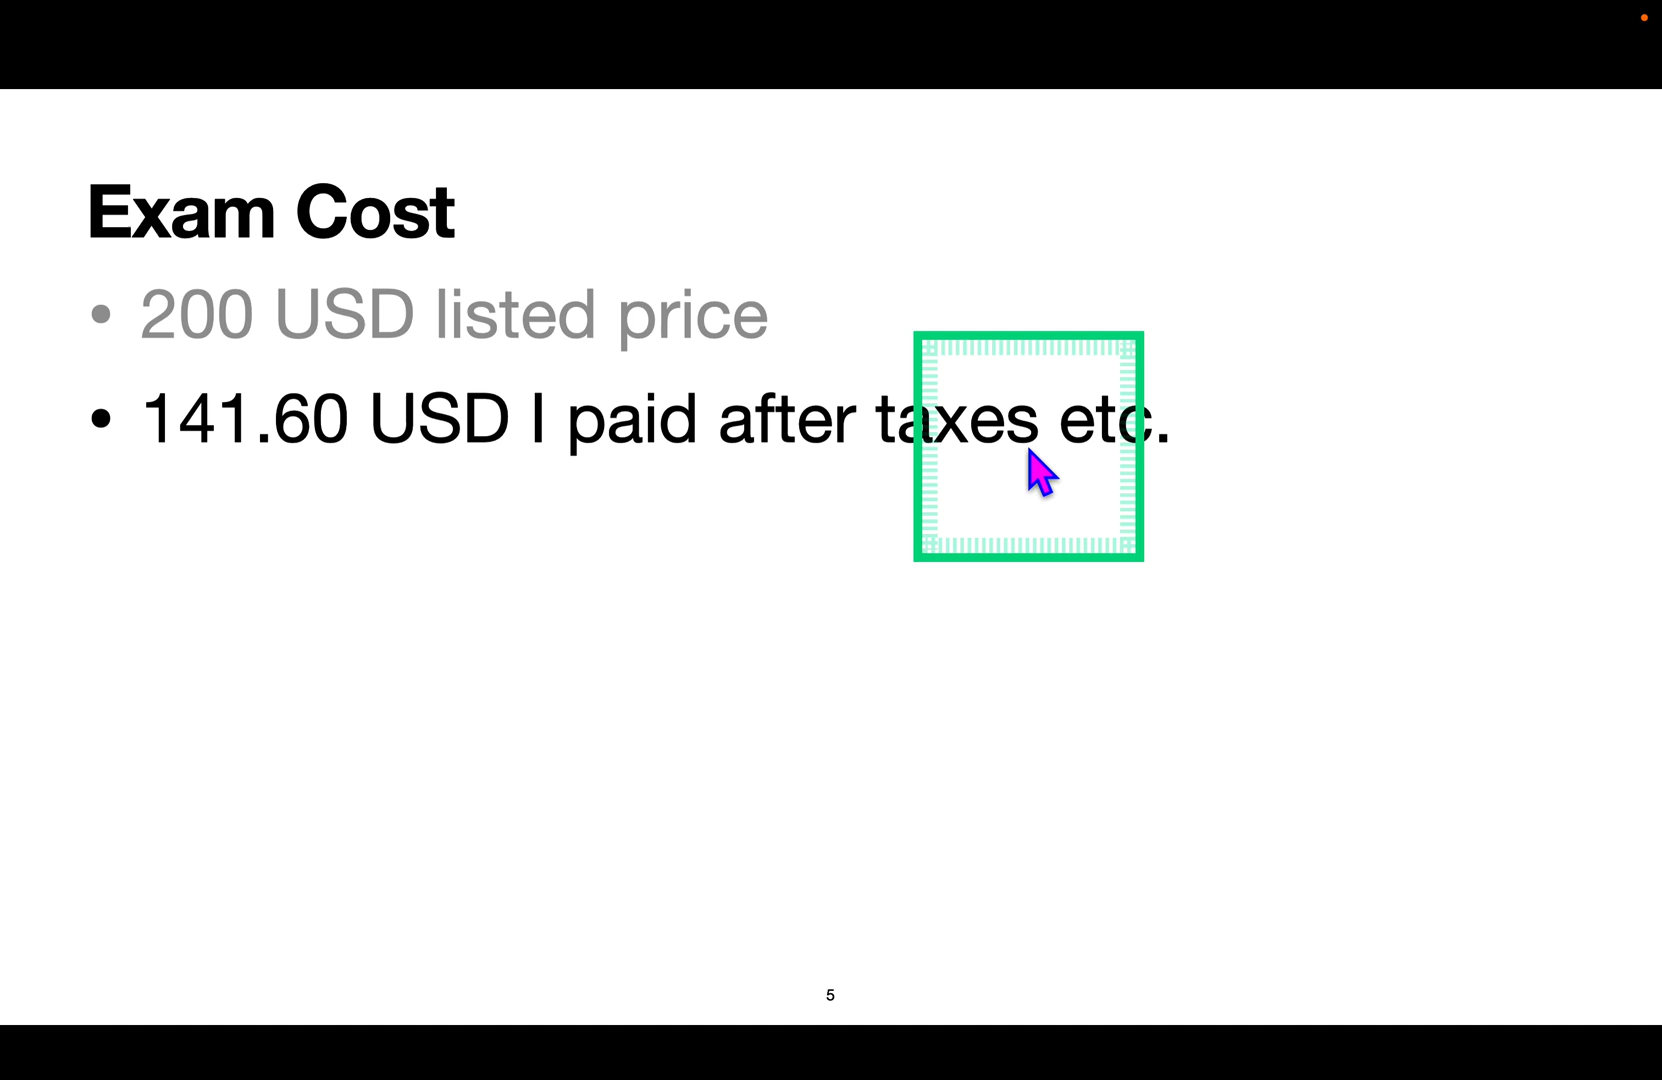 Exam Cost
• 200 USD listed price
• 141.60 USD I paid after taxes etc.
5